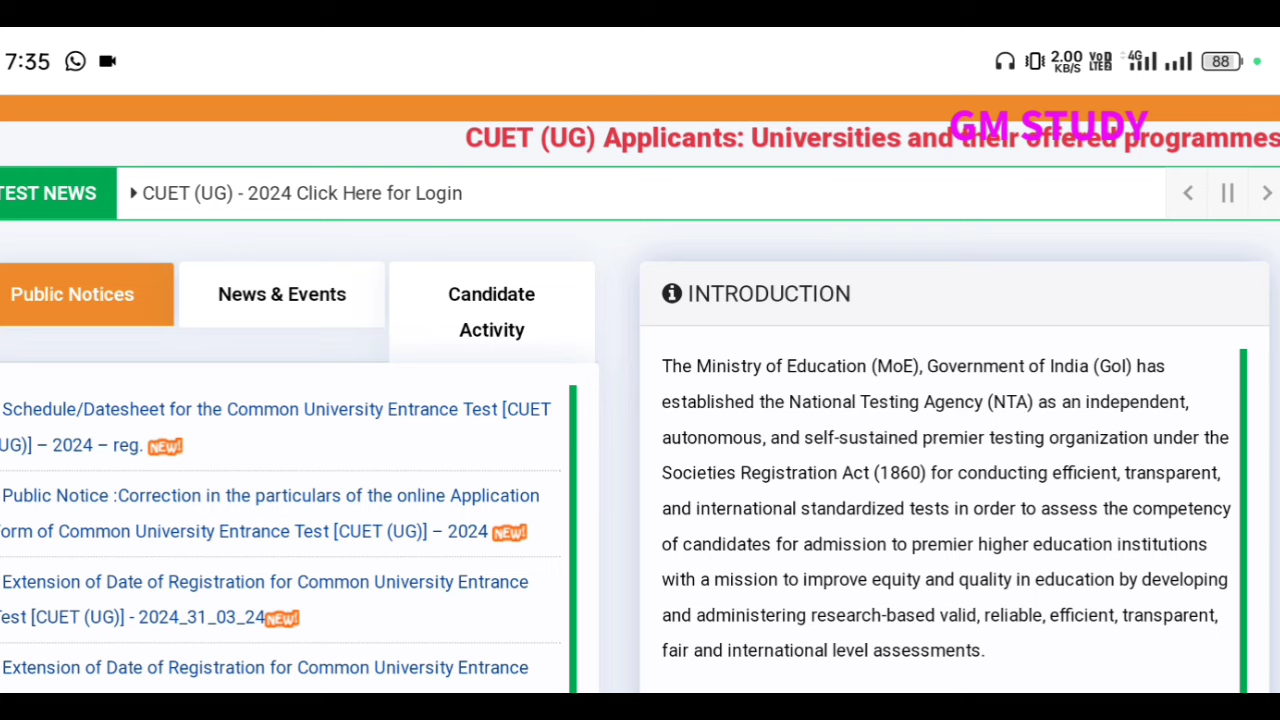 7:35 2.00 KB/S VoD LTE2 4G 88
GM STUDY
CUET (UG) Applicants: Universities and their offered programmes
TEST NEWS CUET (UG) - 2024 Click Here for Login
Public Notices News & Events Candidate
Activity
INTRODUCTION
Schedule/Datesheet for the Common University Entrance Test [CUET
UG)] – 2024 – reg. NEW!
Public Notice :Correction in the particulars of the online Application
orm of Common University Entrance Test [CUET (UG)] – 2024 NEW!
Extension of Date of Registration for Common University Entrance
est [CUET (UG)] - 2024_31_03_24 NEW!
Extension of Date of Registration for Common University Entrance
The Ministry of Education (MoE), Government of India (GoI) has
established the National Testing Agency (NTA) as an independent,
autonomous, and self-sustained premier testing organization under the
Societies Registration Act (1860) for conducting efficient, transparent,
and international standardized tests in order to assess the competency
of candidates for admission to premier higher education institutions
with a mission to improve equity and quality in education by developing
and administering research-based valid, reliable, efficient, transparent,
fair and international level assessments.